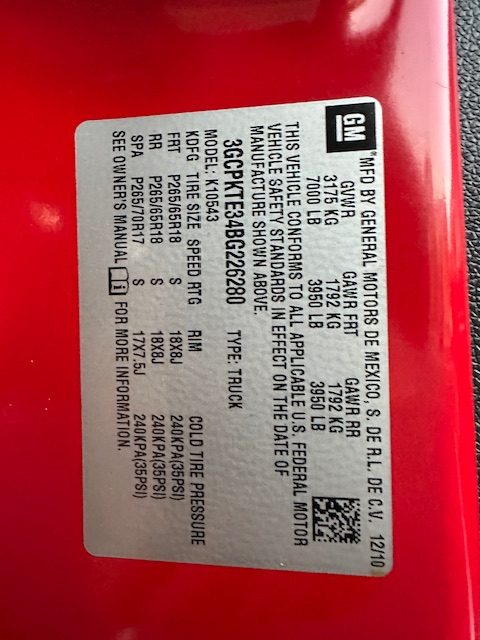 GM MFD BY GENERAL MOTORS DE MEXICO, S. DE R.L. DE C.V. 12/10
GVWR GAWR FRT GAWR RR
3175 KG 1792 KG 1792 KG
7000 LB 3950 LB 3950 LB
THIS VEHICLE CONFORMS TO ALL APPLICABLE U.S. FEDERAL MOTOR
VEHICLE SAFETY STANDARDS IN EFFECT ON THE DATE OF
MANUFACTURE SHOWN ABOVE.
3GCPKTE34BG226280 TYPE: TRUCK
MODEL: K10543
KDFG TIRE SIZE SPEED RTG RIM COLD TIRE PRESSURE
FRT P265/65R18 S 18X8J 240KPA(35PSI)
RR P265/65R18 S 18X8J 240KPA(35PSI)
SPA P265/70R17 S 17X7.5J 240KPA(35PSI)
SEE OWNER'S MANUAL i FOR MORE INFORMATION.